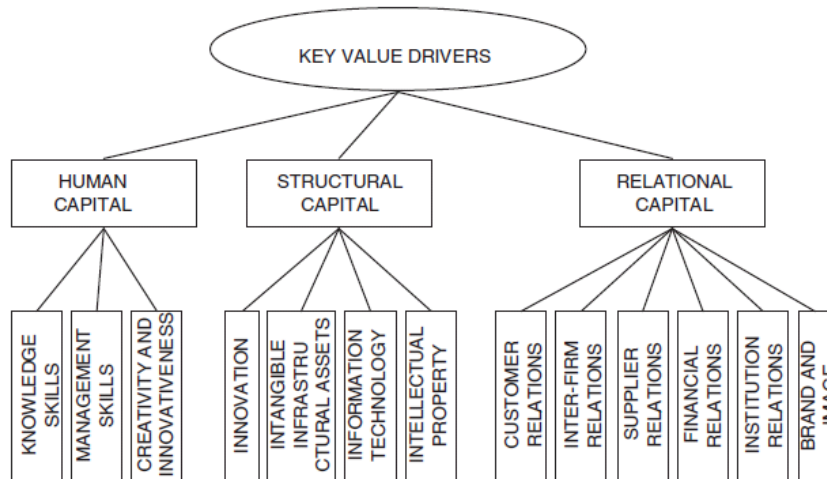 KEY VALUE DRIVERS
HUMAN
CAPITAL
STRUCTURAL
CAPITAL
RELATIONAL
CAPITAL
KNOWLEDGE
SKILLS
MANAGEMENT
SKILLS
CREATIVITY AND
INNOVATIVENESS
INNOVATION
INTANGIBLE
INFRASTRU
CTURAL ASSETS
INFORMATION
TECHNOLOGY
INTELLECTUAL
PROPERTY
CUSTOMER
RELATIONS
INTER-FIRM
RELATIONS
SUPPLIER
RELATIONS
FINANCIAL
RELATIONS
INSTITUTION
RELATIONS
BRAND AND
IMAGE